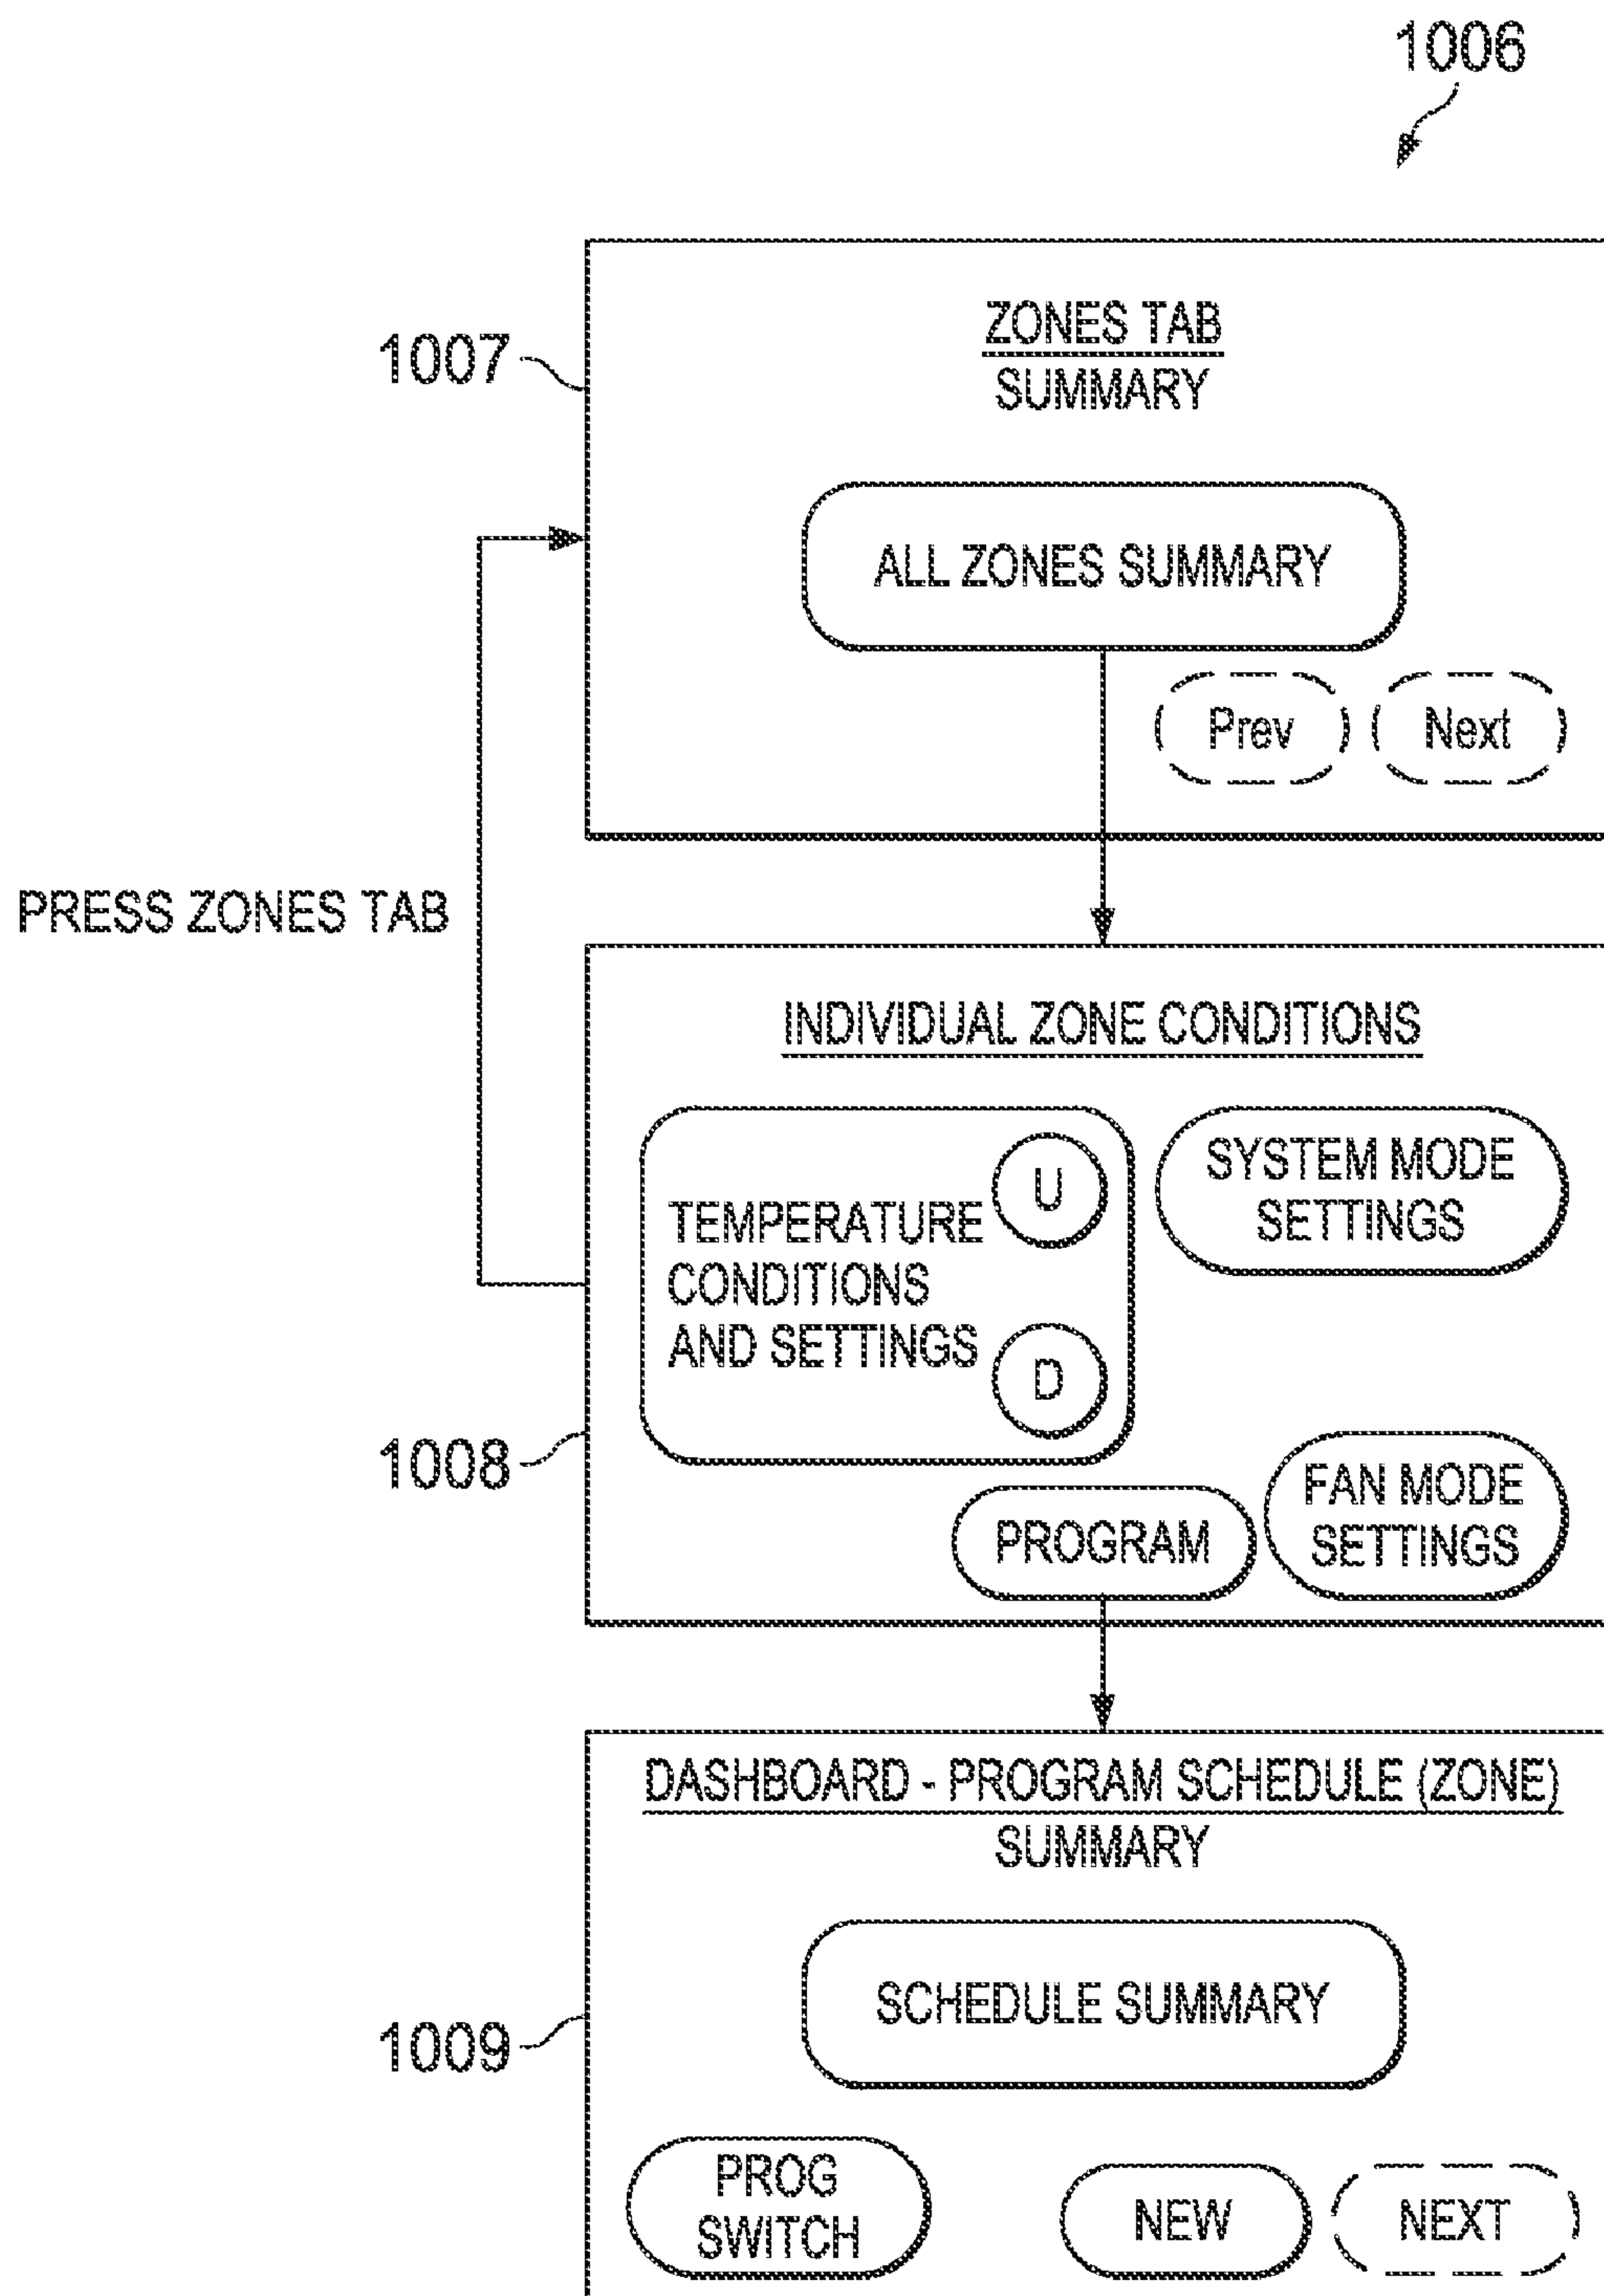 1006
1007
ZONES TAB
SUMMARY
ALL ZONES SUMMARY
Prev
Next
PRESS ZONES TAB
INDIVIDUAL ZONE CONDITIONS
TEMPERATURE
CONDITIONS
AND SETTINGS
U
D
SYSTEM MODE
SETTINGS
1008
PROGRAM
FAN MODE
SETTINGS
DASHBOARD - PROGRAM SCHEDULE (ZONE)
SUMMARY
SCHEDULE SUMMARY
1009
PROG
SWITCH
NEW
NEXT